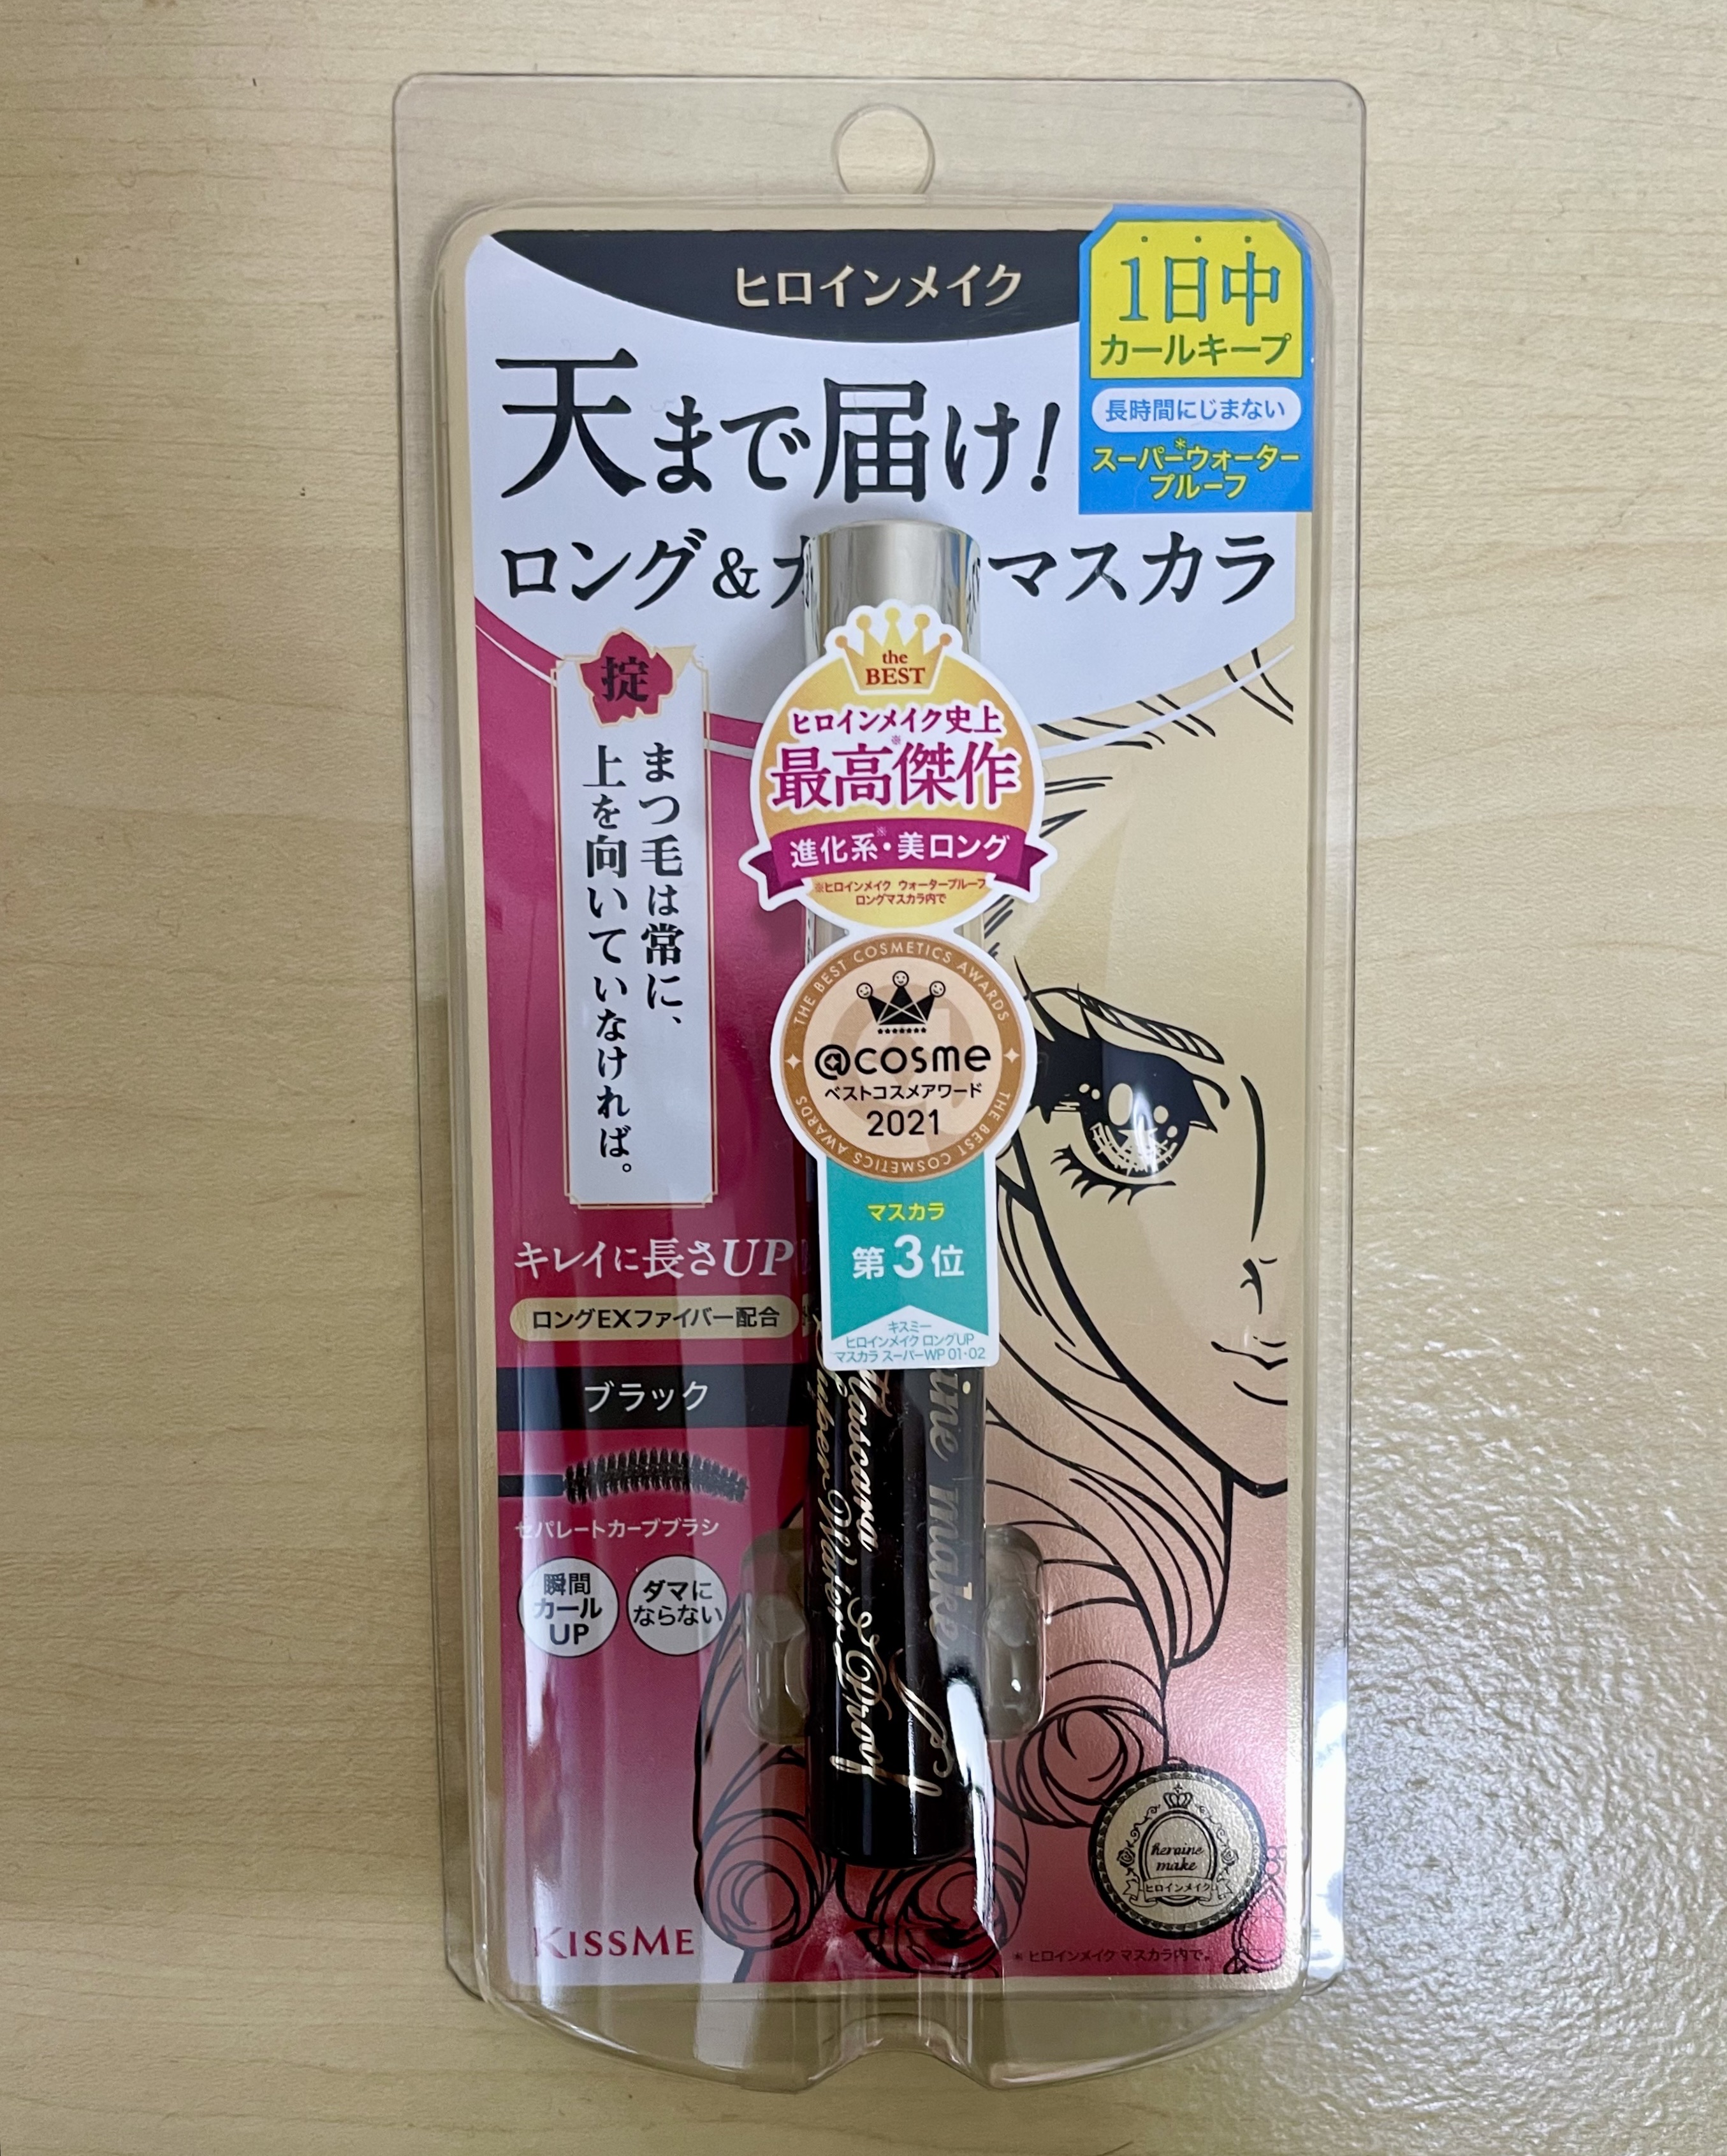 ヒロインメイク
1日中
カールキープ
長時間にじまない
スーパー*ウォーター
プルーフ
天まで届け!
ロング&カ マスカラ
the
BEST
ヒロインメイク史上
最高※傑作
進化系※・美ロング
※ヒロインメイク ウォータープルーフ
ロングマスカラ内で
掟
まつ毛は常に、
上を向いていなければ。
THE BEST COSMETICS AWARDS
@cosme
ベストコスメアワード
2021
THE BEST COSMETICS AWARDS
マスカラ
第3位
キスミー
ヒロインメイク ロングUP
マスカラ スーパーWP 01・02
キレイに長さUP
ロングEXファイバー配合
ブラック
セパレートカーブブラシ
瞬間
カール
UP
ダマに
ならない
make
Mascara
Super WaterProof
heroine
make
ヒロインメイク
KISSME
* ヒロインメイク マスカラ内で。